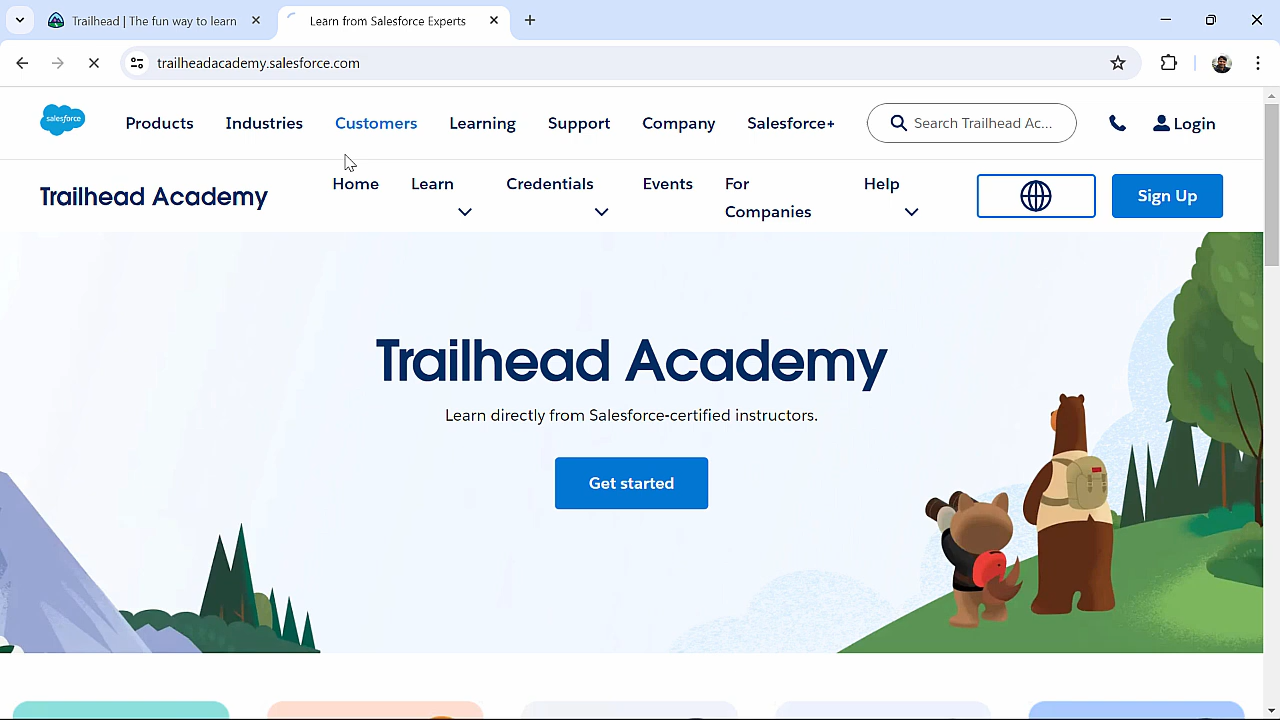 Trailhead | The fun way to learn
Learn from Salesforce Experts
trailheadacademy.salesforce.com
salesforce
Products Industries Customers Learning Support Company Salesforce+ Search Trailhead Ac... Login
Trailhead Academy
Home Learn Credentials Events For Companies Help
Sign Up
Trailhead Academy
Learn directly from Salesforce-certified instructors.
Get started